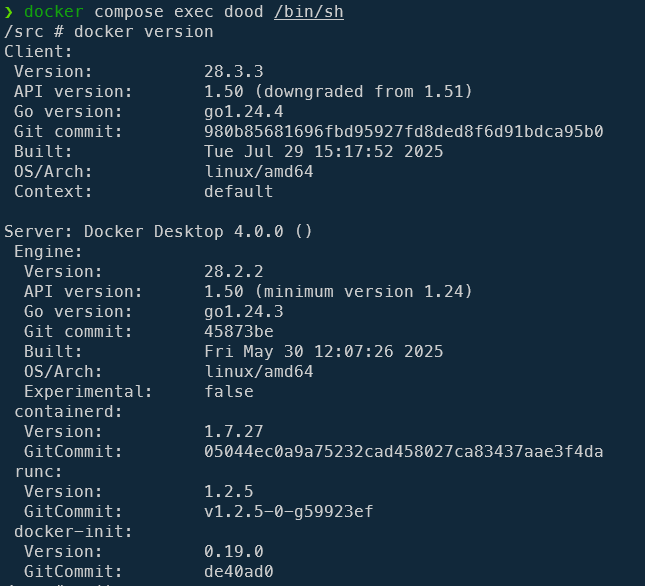 ❯ docker compose exec dood /bin/sh
/src # docker version
Client:
 Version:           28.3.3
 API version:       1.50 (downgraded from 1.51)
 Go version:        go1.24.4
 Git commit:        980b85681696fbd95927fd8ded8f6d91bdca95b0
 Built:             Tue Jul 29 15:17:52 2025
 OS/Arch:           linux/amd64
 Context:           default

Server: Docker Desktop 4.0.0 ()
 Engine:
  Version:          28.2.2
  API version:      1.50 (minimum version 1.24)
  Go version:       go1.24.3
  Git commit:       45873be
  Built:            Fri May 30 12:07:26 2025
  OS/Arch:          linux/amd64
  Experimental:     false
 containerd:
  Version:          1.7.27
  GitCommit:        05044ec0a9a75232cad458027ca83437aae3f4da
 runc:
  Version:          1.2.5
  GitCommit:        v1.2.5-0-g59923ef
 docker-init:
  Version:          0.19.0
  GitCommit:        de40ad0